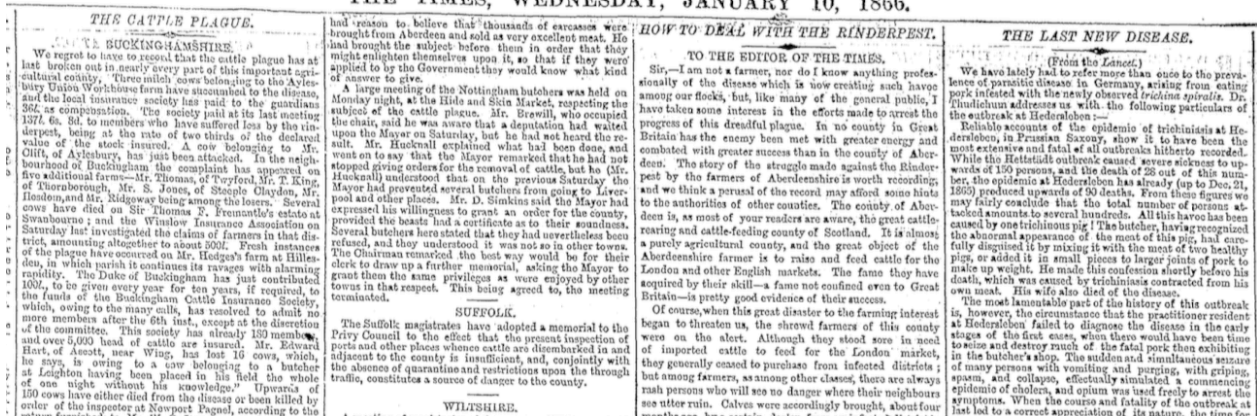 THE TIMES, WEDNESDAY, JANUARY 10, 1866.
THE CATTLE PLAGUE.
BUCKINGHAMSHIRE.
We regret to have to record that the cattle plague has at
last broken out in nearly every part of this important agri-
cultural county. Three milch cows belonging to the Ayles-
bury Union Workhouse farm have succumbed to the disease,
and the local insurance society has paid to the guardians
36l. as compensation. The society paid at its last meeting
137l. 6s. 8d. to members who have suffered loss by the rin-
derpest, being at the rate of two thirds of the declared
value of the stock insured. A cow belonging to Mr.
Clift, of Aylesbury, has just been attacked. In the neigh-
bourhood of Buckingham the complaint has appeared on
five additional farms—Mr. Thomas, of Twyford, Mr. T. King,
of Thornborough, Mr. S. Jones, of Steeple Claydon, Mr.
and Mr. Ridgeway being among the losers. Several
cows have died on Sir Thomas F. Fremantle's estate at
Swanbourne; and the Winslow Insurance Association on
Saturday last investigated the claims of farmers in that dis-
trict, amounting altogether to about 500l. Fresh instances
of the plague have occurred on Mr. Hedges's farm at Hilles-
den, in which parish it continues its ravages with alarming
rapidity. The Duke of Buckingham has just contributed
100l., to be given every year for ten years, if required, to
the funds of the Buckingham Cattle Insurance Society,
which, owing to the many calls, has resolved to admit no
more members after the 6th inst., except at the discretion
of the committee. This society has already 180 members,
and over 5,000 head of cattle are insured. Mr. Edward
Hart, of Ascott, near Wing, has lost 16 cows, which,
he says, is owing to a cow belonging to a butcher
at Leighton having been placed in his field the whole
of one night without his knowledge." Upwards of
150 cows have either died from the disease or been killed by
order of the inspector at Newport Pagnel, according to the
had reason to believe that thousands of carcasses were
brought from Aberdeen and sold as very excellent meat. He
had brought the subject before them in order that they
might enlighten themselves upon it, so that if they were
applied to by the Government they would know what kind
of answer to give.
A large meeting of the Nottingham butchers was held on
Monday night, at the Hide and Skin Market, respecting the
subject of the cattle plague. Mr. Brewill, who occupied
the chair, said he was aware that a deputation had waited
upon the Mayor on Saturday, but he had not heard the re-
sult. Mr. Hucknall explained what had been done, and
went on to say that the Mayor remarked that he had not
stopped giving orders for the removal of cattle, but he (Mr.
Hucknall) understood that on the previous Saturday the
Mayor had prevented several butchers from going to Liver-
pool and other places. Mr. D. Simkins said the Mayor had
expressed his willingness to grant an order for the county,
provided the beasts had a certificate as to their soundness.
Several butchers here stated that they had nevertheless been
refused, and they understood it was not so in other towns.
The Chairman remarked the best way would be for their
clerk to draw up a further memorial, asking the Mayor to
grant them the same privileges as were enjoyed by other
towns in that respect. This being agreed to, the meeting
terminated.
SUFFOLK.
The Suffolk magistrates have adopted a memorial to the
Privy Council to the effect that the present inspection of
ports and other places whence cattle are disembarked in and
adjacent to the county is insufficient, and, conjointly with
the absence of quarantine and restrictions upon the through
traffic, constitutes a source of danger to the county.
WILTSHIRE.
HOW TO DEAL WITH THE RINDERPEST.
TO THE EDITOR OF THE TIMES.
Sir,—I am not a farmer, nor do I know anything profes-
sionally of the disease which is now creating such havoc
among our flocks, but, like many of the general public, I
have taken some interest in the efforts made to arrest the
progress of this dreadful plague. In no county in Great
Britain has the enemy been met with greater energy and
combated with greater success than in the county of Aber-
deen. The story of the struggle made against the Rinder-
pest by the farmers of Aberdeenshire is worth recording,
and we think a perusal of the record may afford some hints
to the authorities of other counties. The county of Aber-
deen is, as most of your readers are aware, the great cattle-
rearing and cattle-feeding county of Scotland. It is almost
a purely agricultural county, and the great object of the
Aberdeenshire farmer is to raise and feed cattle for the
London and other English markets. The fame they have
acquired by their skill—a fame not confined even to Great
Britain—is pretty good evidence of their success.
Of course, when this great disaster to the farming interest
began to threaten us, the shrewd farmers of this county
were on the alert. Although they stood sore in need
of imported cattle to feed for the London market,
they generally ceased to purchase from infected districts;
but among farmers, as among other classes, there are always
rash persons who will see no danger where their neighbours
see utter ruin. Calves were accordingly brought, about four
THE LAST NEW DISEASE.
(From the Lancet.)
We have lately had to refer more than once to the preva-
lence of parasitic disease in Germany, arising from eating
pork infected with the newly observed trichina spiralis. Dr.
Thudichum addresses us with the following particulars of
the outbreak at Hedersleben:—
Reliable accounts of the epidemic of trichiniasis at He-
dersleben, in Prussian Saxony, show it to have been the
most extensive and fatal of all outbreaks hitherto recorded.
While the Hettstadt outbreak caused severe sickness to up-
wards of 150 persons, and the death of 28 out of this num-
ber, the epidemic at Hedersleben has already (up to Dec. 21,
1865) produced upwards of 90 deaths. From these figures we
may fairly conclude that the total number of persons at-
tacked amounts to several hundreds. All this havoc has been
caused by one trichinous pig! The butcher, having recognized
the abnormal appearance of the meat of this pig, had care-
fully disguised it by mixing it with the meat of two healthy
pigs, or added it in small pieces to larger joints of pork to
make up weight. He made this confession shortly before his
death, which was caused by trichiniasis contracted from his
own meat. His wife also died of the disease.
The most lamentable part of the history of this outbreak
is, however, the circumstance that the practitioner resident
at Hedersleben failed to diagnose the disease in the early
stages of the first cases, when there would have been time
to seize and destroy much of the fatal pork then exhibiting
in the butcher's shop. The sudden and simultaneous seizure
of many persons with vomiting and purging, with griping,
spasm, and collapse, effectually simulated a commencing
epidemic of cholera, and opium was used freely to arrest the
symptoms. When the course and fatality of the outbreak at
last led to a correct appreciation of its nature, the time for